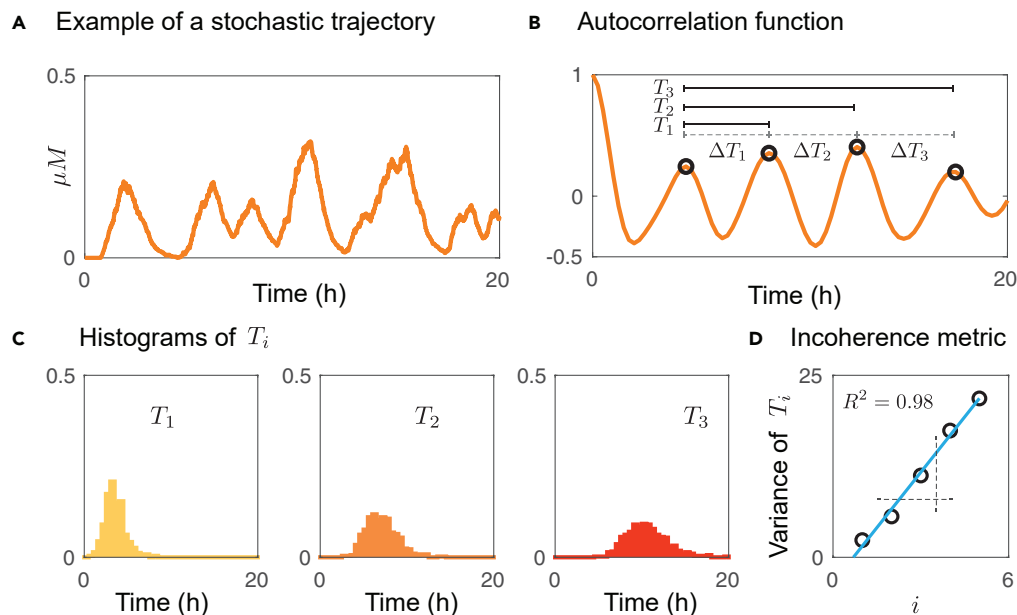 A Example of a stochastic trajectory
0.5
μM
0
0
20
Time (h)
B Autocorrelation function
1
T₃
T₂
T₁
ΔT₁ ΔT₂ ΔT₃
0
-0.5
0
20
Time (h)
C Histograms of Tᵢ
0.5
T₁
0
0
20
Time (h)
0.5
T₂
0
0
20
Time (h)
0.5
T₃
0
0
20
Time (h)
D Incoherence metric
25
R² = 0.98
Variance of Tᵢ
0
0
6
i